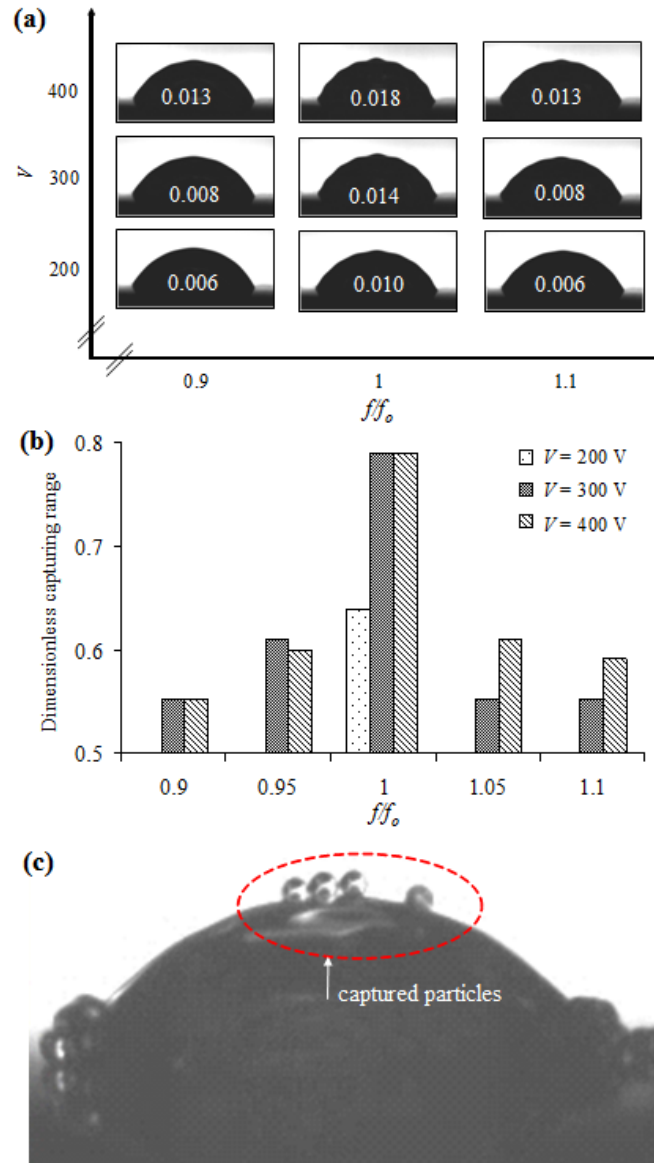 (a)
400
0.013
0.018
0.013
V
300
0.008
0.014
0.008
200
0.006
0.010
0.006
0.9
1
1.1
f/fo
(b)
0.8
V = 200 V
V = 300 V
0.7
V = 400 V
Dimensionless capturing range
0.6
0.5
0.9
0.95
1
1.05
1.1
f/fo
(c)
captured particles